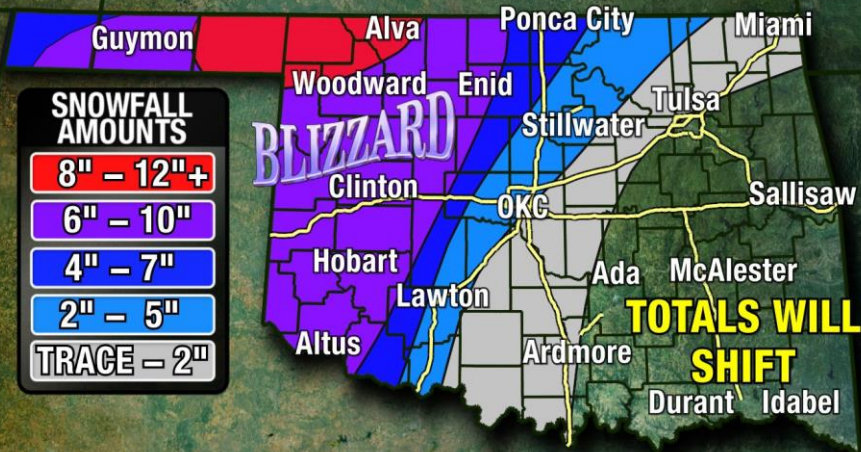 Guymon
Alva
Ponca City
Miami
Woodward
Enid
Tulsa
BLIZZARD
Stillwater
Clinton
OKC
Sallisaw
Hobart
Lawton
Ada
McAlester
Altus
Ardmore
Durant
Idabel
TOTALS WILL
SHIFT
SNOWFALL
AMOUNTS
8" – 12"+
6" – 10"
4" – 7"
2" – 5"
TRACE – 2"